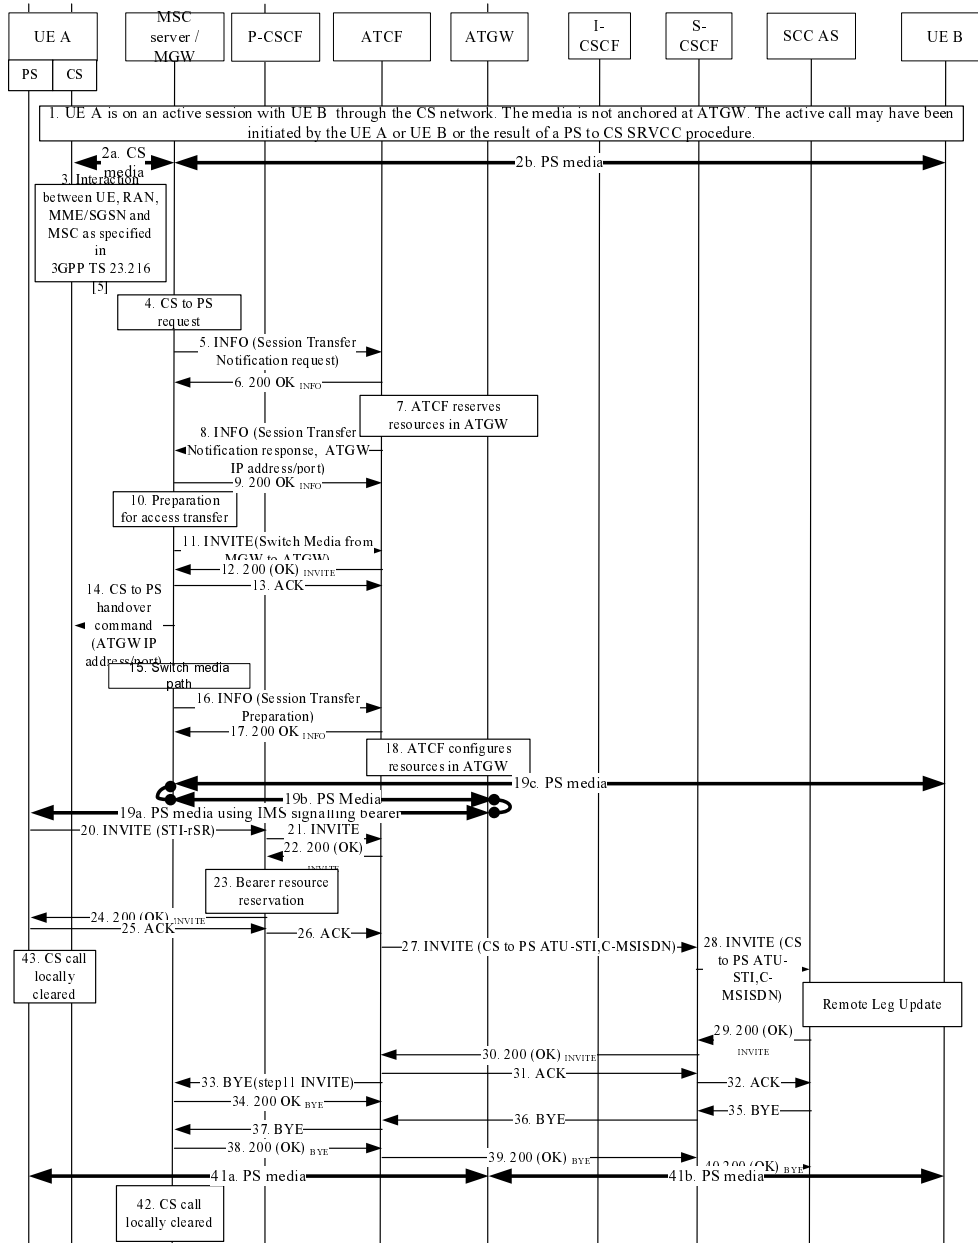 UE A
MSC
server /
MGW
P-CSCF
ATCF
ATGW
I-
CSCF
S-
CSCF
SCC AS
UE B
PS
CS
1. UE A is on an active session with UE B through the CS network. The media is not anchored at ATGW. The active call may have been
initiated by the UE A or UE B or the result of a PS to CS SRVCC procedure.
2a. CS
media
2b. PS media
3. Interaction
between UE, RAN,
MME/SGSN and
MSC as specified
in
3GPP TS 23.216
[5]
4. CS to PS
request
5. INFO (Session Transfer
Notification request)
6. 200 OK INFO
7. ATCF reserves
resources in ATGW
8. INFO (Session Transfer
Notification response, ATGW
IP address/port)
9. 200 OK INFO
10. Preparation
for access transfer
11. INVITE(Switch Media from
MGW to ATGW)
12. 200 (OK) INVITE
13. ACK
14. CS to PS
handover
command
(ATGW IP
address/port)
15. Switch media
path
16. INFO (Session Transfer
Preparation)
17. 200 OK INFO
18. ATCF configures
resources in ATGW
19c. PS media
19b. PS Media
19a. PS media using IMS signalling bearer
20. INVITE (STI-rSR)
21. INVITE
22. 200 (OK)
INVITE
23. Bearer resource
reservation
24. 200 (OK) INVITE
25. ACK
26. ACK
27. INVITE (CS to PS ATU-STI,C-MSISDN)
28. INVITE (CS
to PS ATU-
STI,C-
MSISDN)
43. CS call
locally
cleared
Remote Leg Update
29. 200 (OK)
INVITE
30. 200 (OK) INVITE
31. ACK
32. ACK
33. BYE(step11 INVITE)
34. 200 OK BYE
35. BYE
36. BYE
37. BYE
38. 200 (OK) BYE
39. 200 (OK) BYE
40.200 (OK) BYE
41a. PS media
41b. PS media
42. CS call
locally cleared